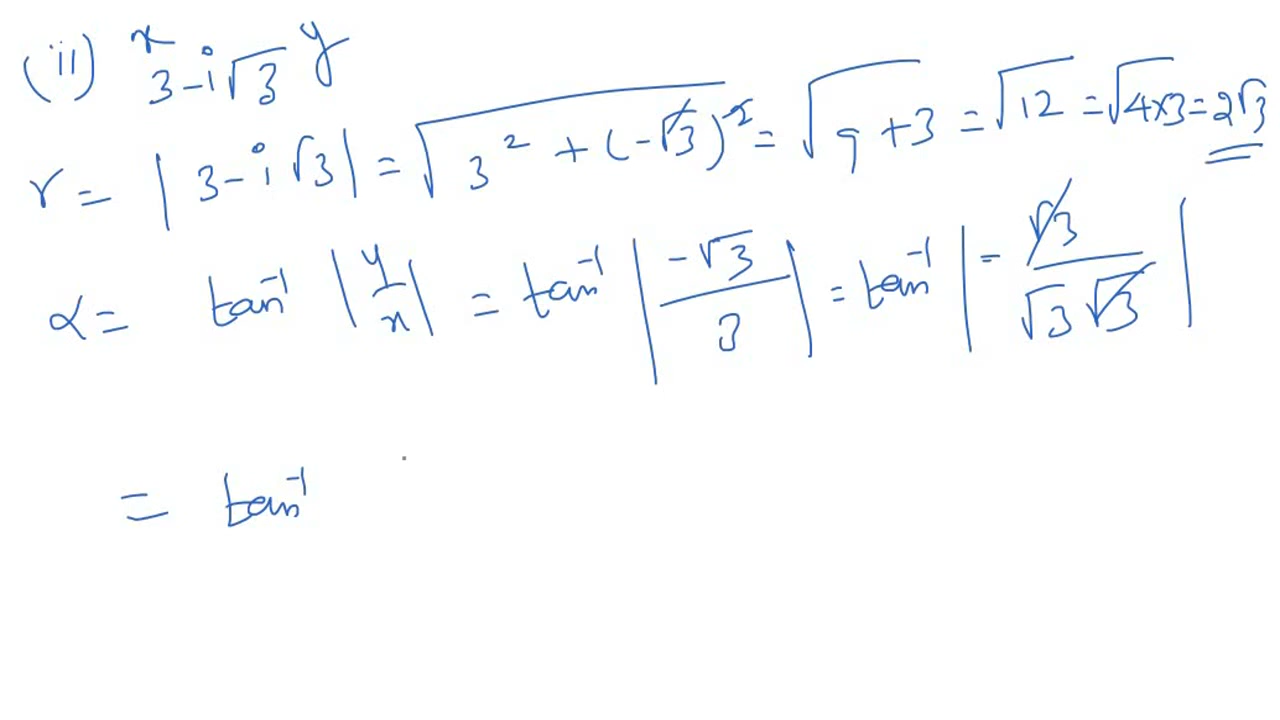 (ii) x 3-i√3 y
r = |3-i√3| = √(3² + (-√3)²) = √(9+3) = √12 = √(4×3) = 2√3
α = tan⁻¹ |y/x| = tan⁻¹ |-√3/3| = tan⁻¹ |-√3/(√3√3)|
= tan⁻¹